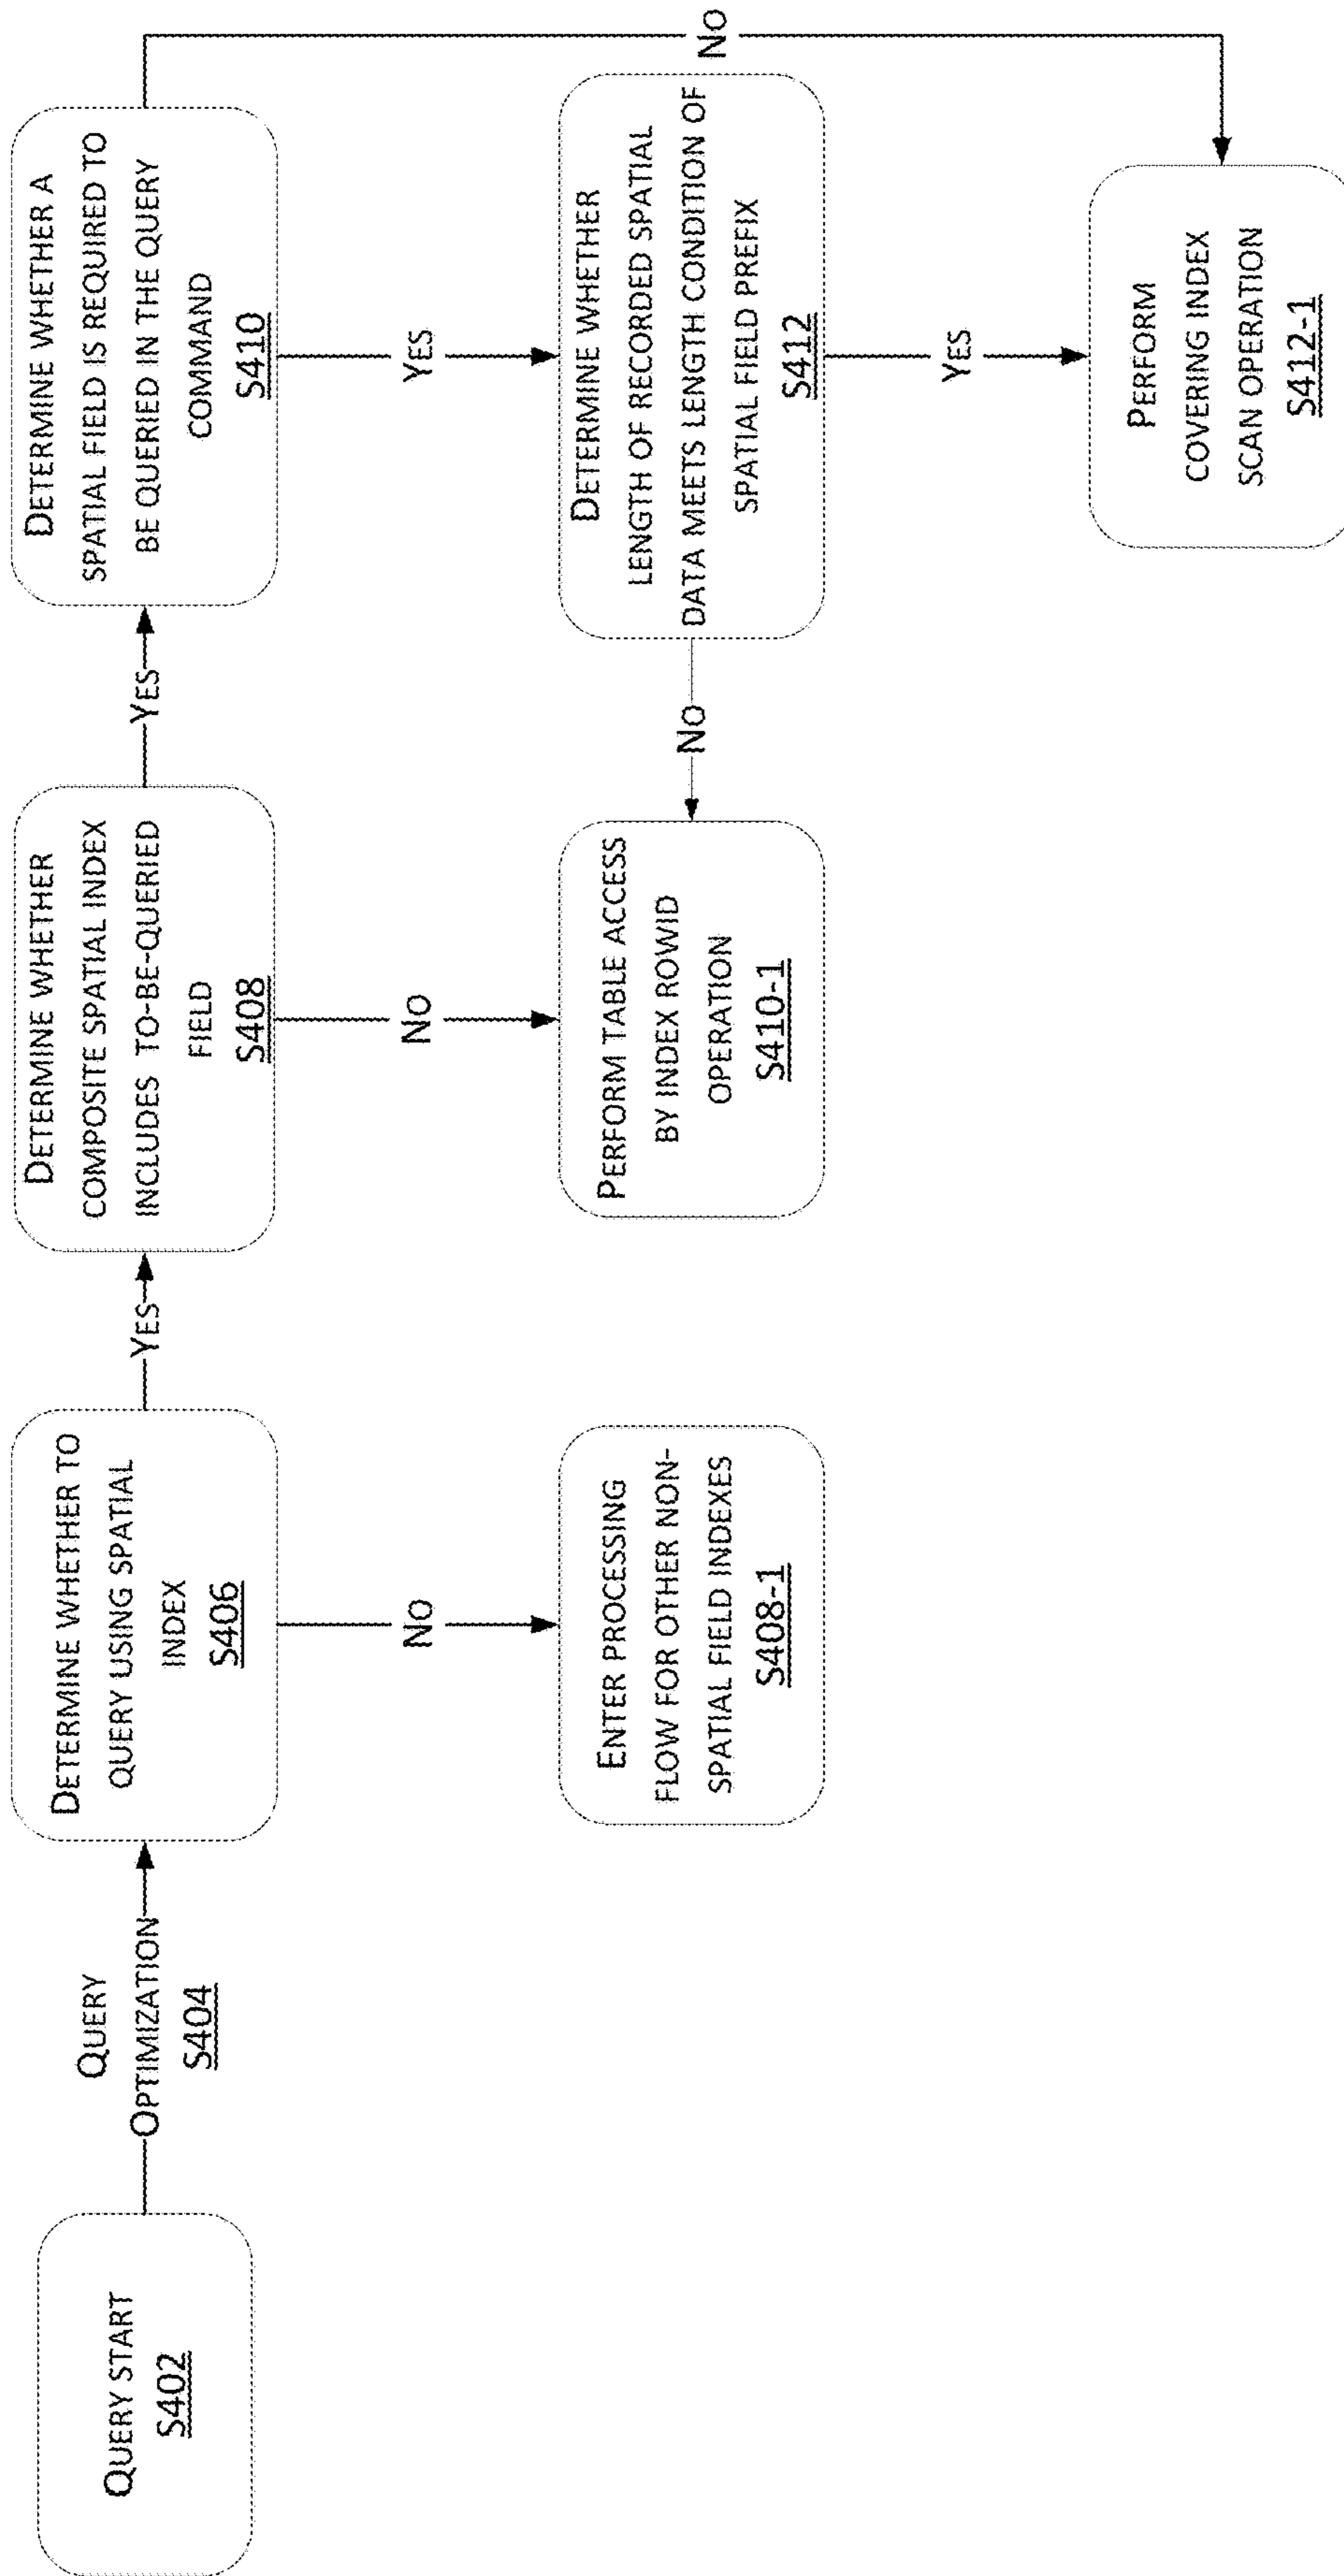 QUERY START
S402
QUERY
OPTIMIZATION
S404
DETERMINE WHETHER TO
QUERY USING SPATIAL
INDEX
S406
YES
NO
ENTER PROCESSING
FLOW FOR OTHER NON-
SPATIAL FIELD INDEXES
S408-1
DETERMINE WHETHER
COMPOSITE SPATIAL INDEX
INCLUDES TO-BE-QUERIED
FIELD
S408
YES
NO
PERFORM TABLE ACCESS
BY INDEX ROWID
OPERATION
S410-1
DETERMINE WHETHER A
SPATIAL FIELD IS REQUIRED TO
BE QUERIED IN THE QUERY
COMMAND
S410
YES
NO
DETERMINE WHETHER
LENGTH OF RECORDED SPATIAL
DATA MEETS LENGTH CONDITION OF
SPATIAL FIELD PREFIX
S412
NO
YES
PERFORM
COVERING INDEX
SCAN OPERATION
S412-1